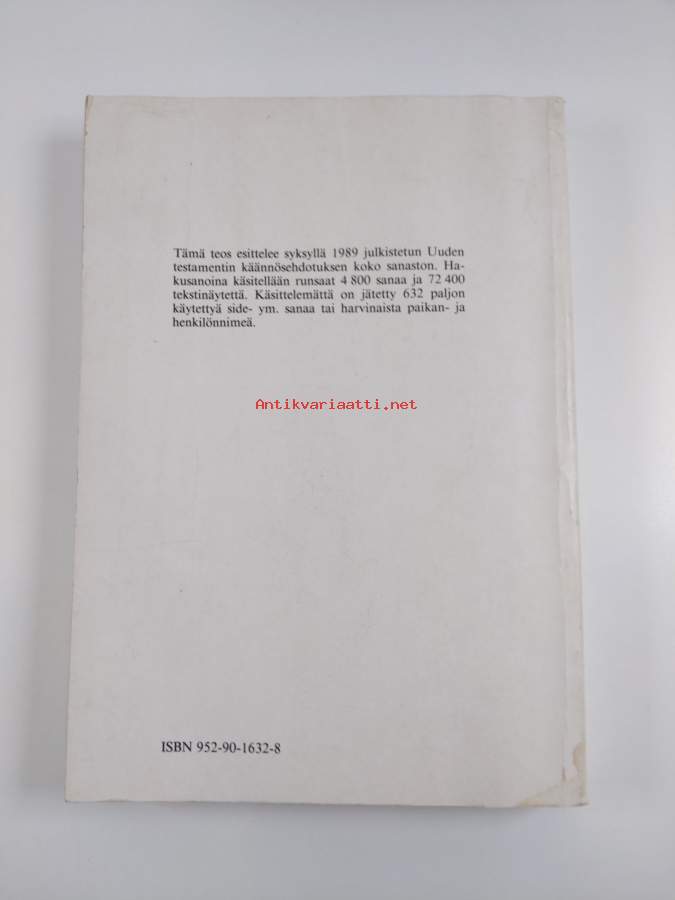 Tämä teos esittelee syksyllä 1989 julkistetun Uuden
testamentin käännösehdotuksen koko sanaston. Ha-
kusanoina käsitellään runsaat 4 800 sanaa ja 72 400
tekstinäytettä. Käsittelemättä on jätetty 632 paljon
käytettyä side- ym. sanaa tai harvinaista paikan- ja
henkilönnimeä.
Antikvariaatti.net
ISBN 952-90-1632-8